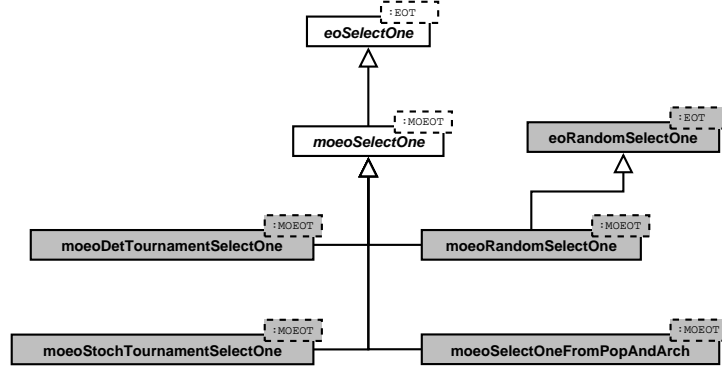 :EOT
eoSelectOne
:MOEOT
moeoSelectOne
:EOT
eoRandomSelectOne
:MOEOT
moeoDetTournamentSelectOne
:MOEOT
moeoRandomSelectOne
:MOEOT
moeoStochTournamentSelectOne
:MOEOT
moeoSelectOneFromPopAndArch